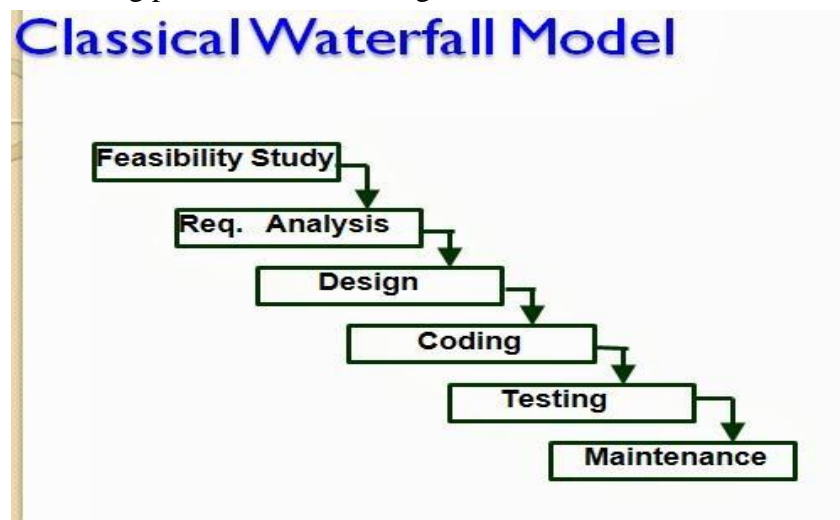 Classical Waterfall Model
Feasibility Study
Req. Analysis
Design
Coding
Testing
Maintenance